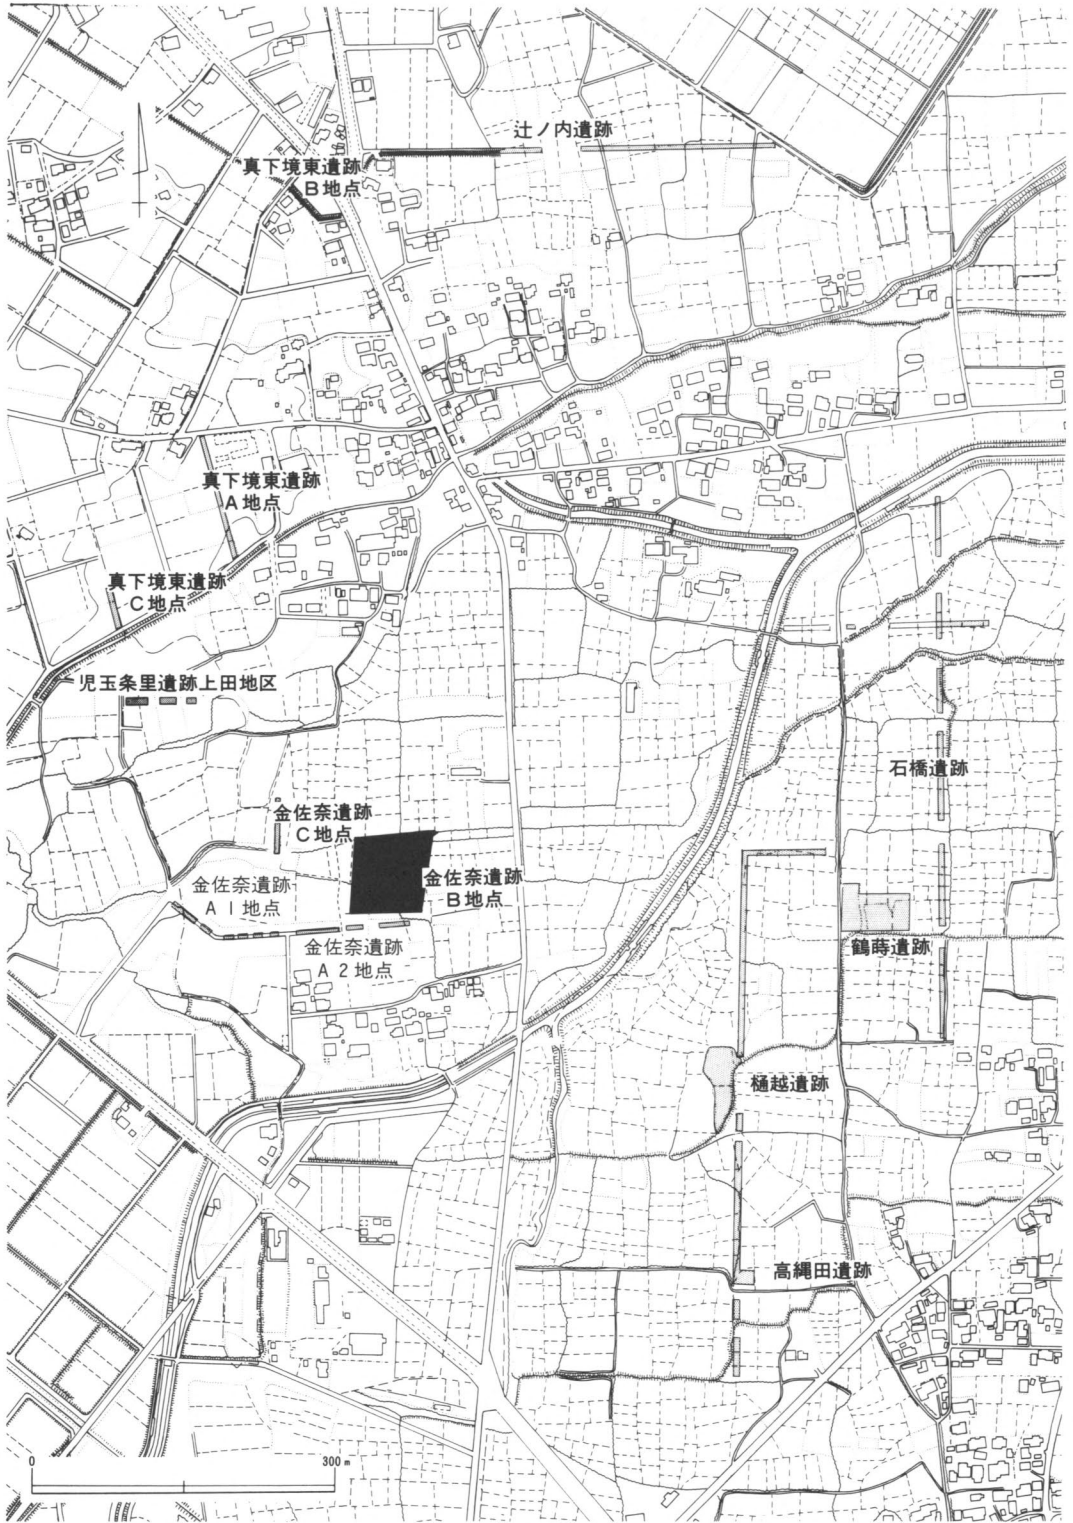 辻ノ内遺跡
真下境東遺跡
B地点
真下境東遺跡
A地点
真下境東遺跡
C地点
児玉条里遺跡上田地区
石橋遺跡
金佐奈遺跡
C地点
金佐奈遺跡
B地点
金佐奈遺跡
A1地点
金佐奈遺跡
A2地点
鶴蒔遺跡
樋越遺跡
高縄田遺跡
0 300m